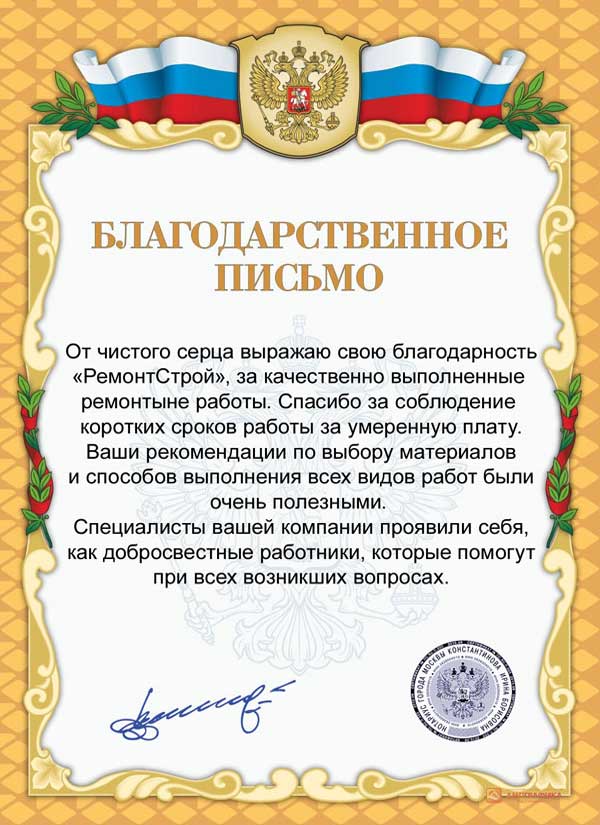 БЛАГОДАРСТВЕННОЕ
ПИСЬМО
От чистого серца выражаю свою благодарность
«РемонтСтрой», за качественно выполненные
ремонтыне работы. Спасибо за соблюдение
коротких сроков работы за умеренную плату.
Ваши рекомендации по выбору материалов
и способов выполнения всех видов работ были
очень полезными.
Специалисты вашей компании проявили себя,
как добросвестные работники, которые помогут
при всех возникших вопросах.
НОТАРИУС ГОРОДА МОСКВЫ КОНСТАНТИНОВА ИРИНА БОРИСОВНА